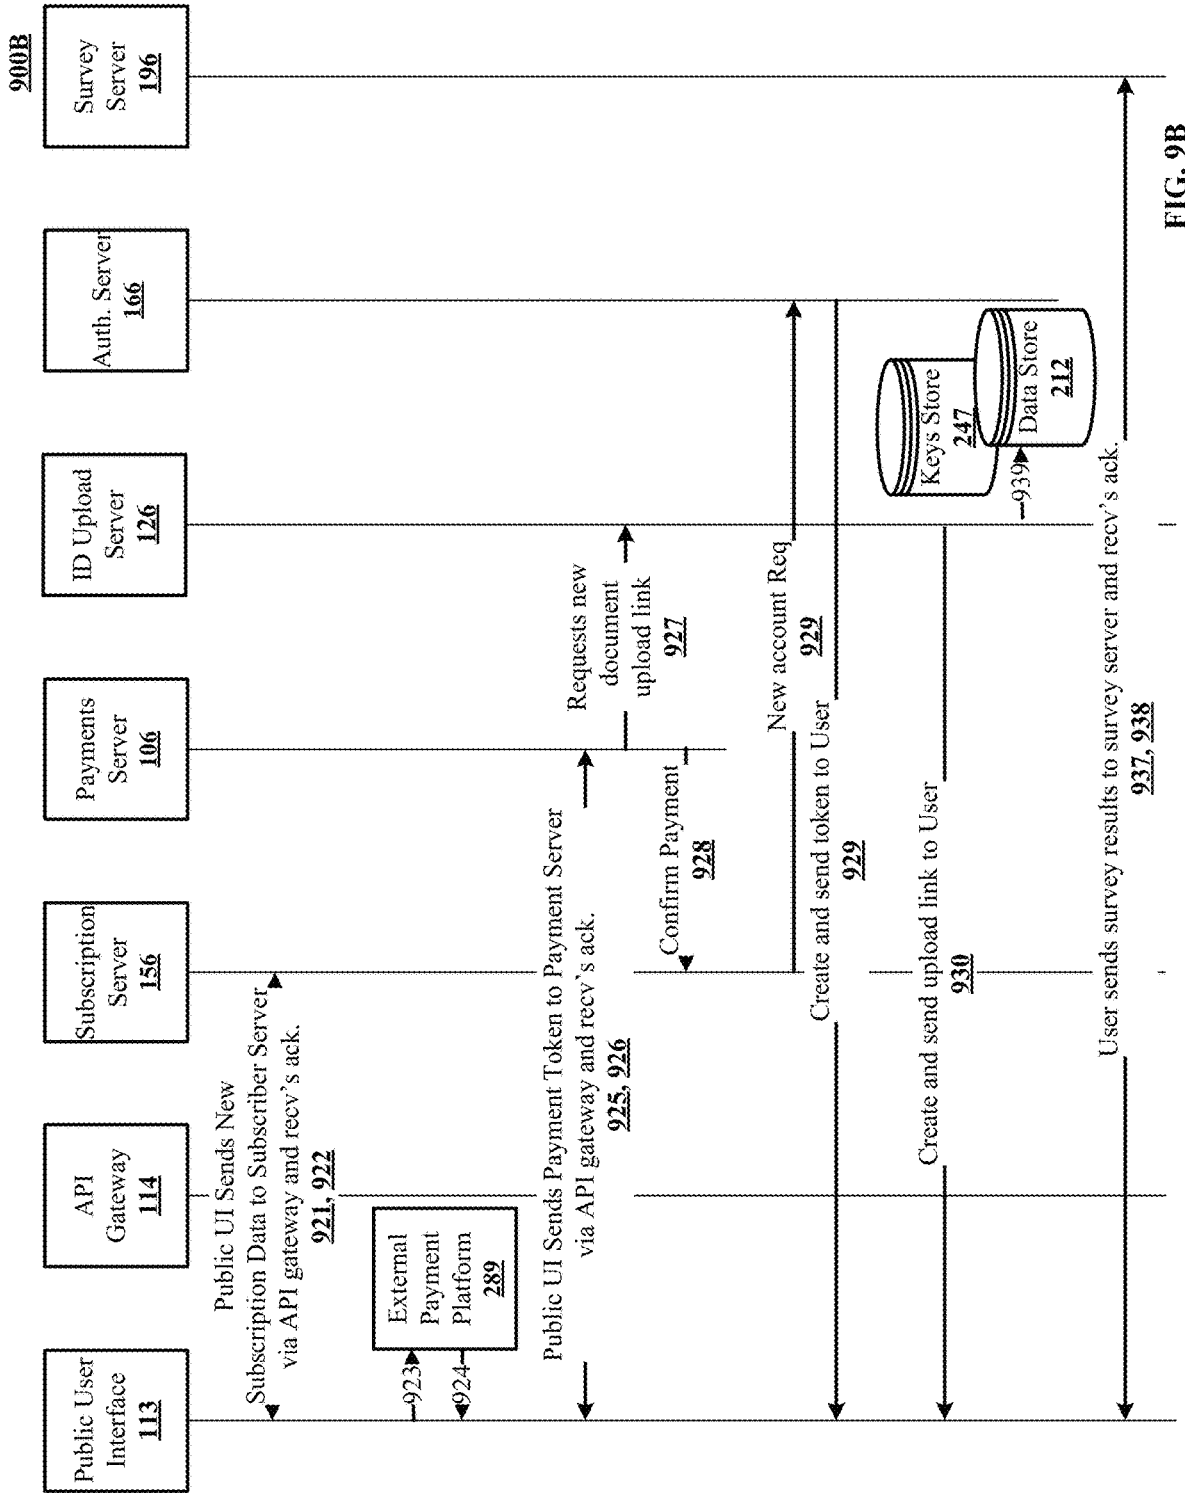 900B
Public User
Interface
113
API
Gateway
114
Subscription
Server
156
Payments
Server
106
ID Upload
Server
126
Auth. Server
166
Survey
Server
196
Public UI Sends New
Subscription Data to Subscriber Server
via API gateway and recv's ack.
921, 922
923
924
External
Payment
Platform
289
Public UI Sends Payment Token to Payment Server
via API gateway and recv's ack.
925, 926
Requests new
document
upload link
927
Confirm Payment
928
New account Req
929
Create and send token to User
929
Keys Store
247
Create and send upload link to User
930
Data Store
212
939
User sends survey results to survey server and recv's ack.
937, 938
FIG. 9B